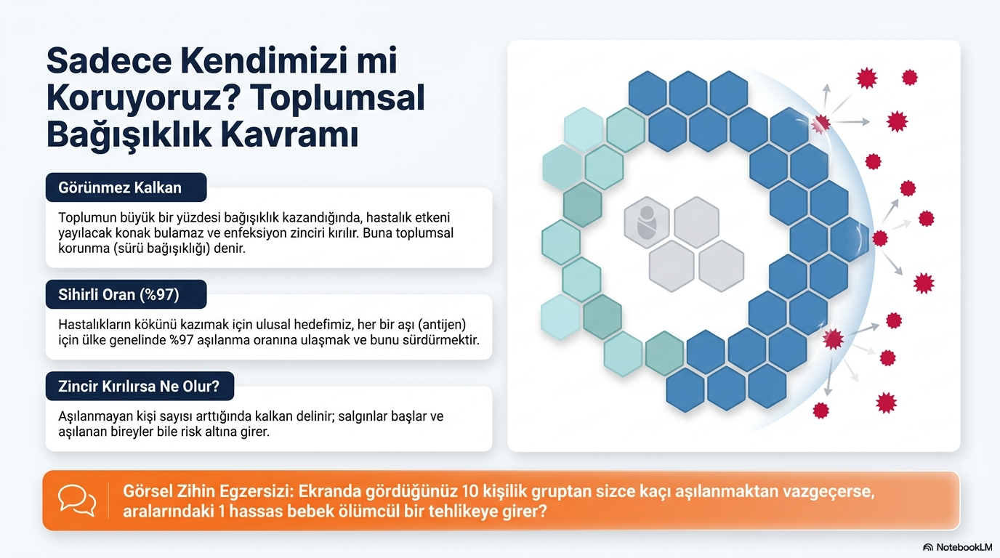 Sadece Kendimizi mi
Koruyoruz? Toplumsal
Bağışıklık Kavramı
Görünmez Kalkan
Toplumun büyük bir yüzdesi bağışıklık kazandığında, hastalık etkeni
yayılacak konak bulamaz ve enfeksiyon zinciri kırılır. Buna toplumsal
korunma (sürü bağışıklığı) denir.
Sihirli Oran (%97)
Hastalıkların kökünü kazımak için ulusal hedefimiz, her bir aşı (antijen)
için ülke genelinde %97 aşılanma oranına ulaşmak ve bunu sürdürmektir.
Zincir Kırılırsa Ne Olur?
Aşılanmayan kişi sayısı arttığında kalkan delinir; salgınlar başlar ve
aşılanan bireyler bile risk altına girer.
Görsel Zihin Egzersizi: Ekranda gördüğünüz 10 kişilik gruptan sizce kaçı aşılanmaktan vazgeçerse,
aralarındaki 1 hassas bebek ölümcül bir tehlikeye girer?
NotebookLM